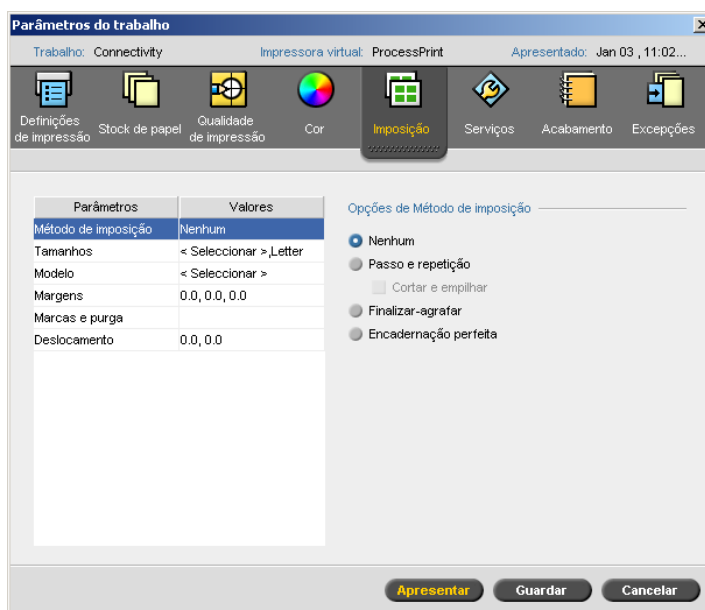 Parâmetros do trabalho
Trabalho: Connectivity Impressora virtual: ProcessPrint Apresentado: Jan 03 , 11:02...
Definições de impressão
Stock de papel
Qualidade de impressão
Cor
Imposição
Serviços
Acabamento
Excepções
Parâmetros Valores
Método de imposição Nenhum
Tamanhos < Seleccionar >,Letter
Modelo < Seleccionar >
Margens 0.0, 0.0, 0.0
Marcas e purga
Deslocamento 0.0, 0.0
Opções de Método de imposição
Nenhum
Passo e repetição
Cortar e empilhar
Finalizar-agrafar
Encadernação perfeita
Apresentar Guardar Cancelar